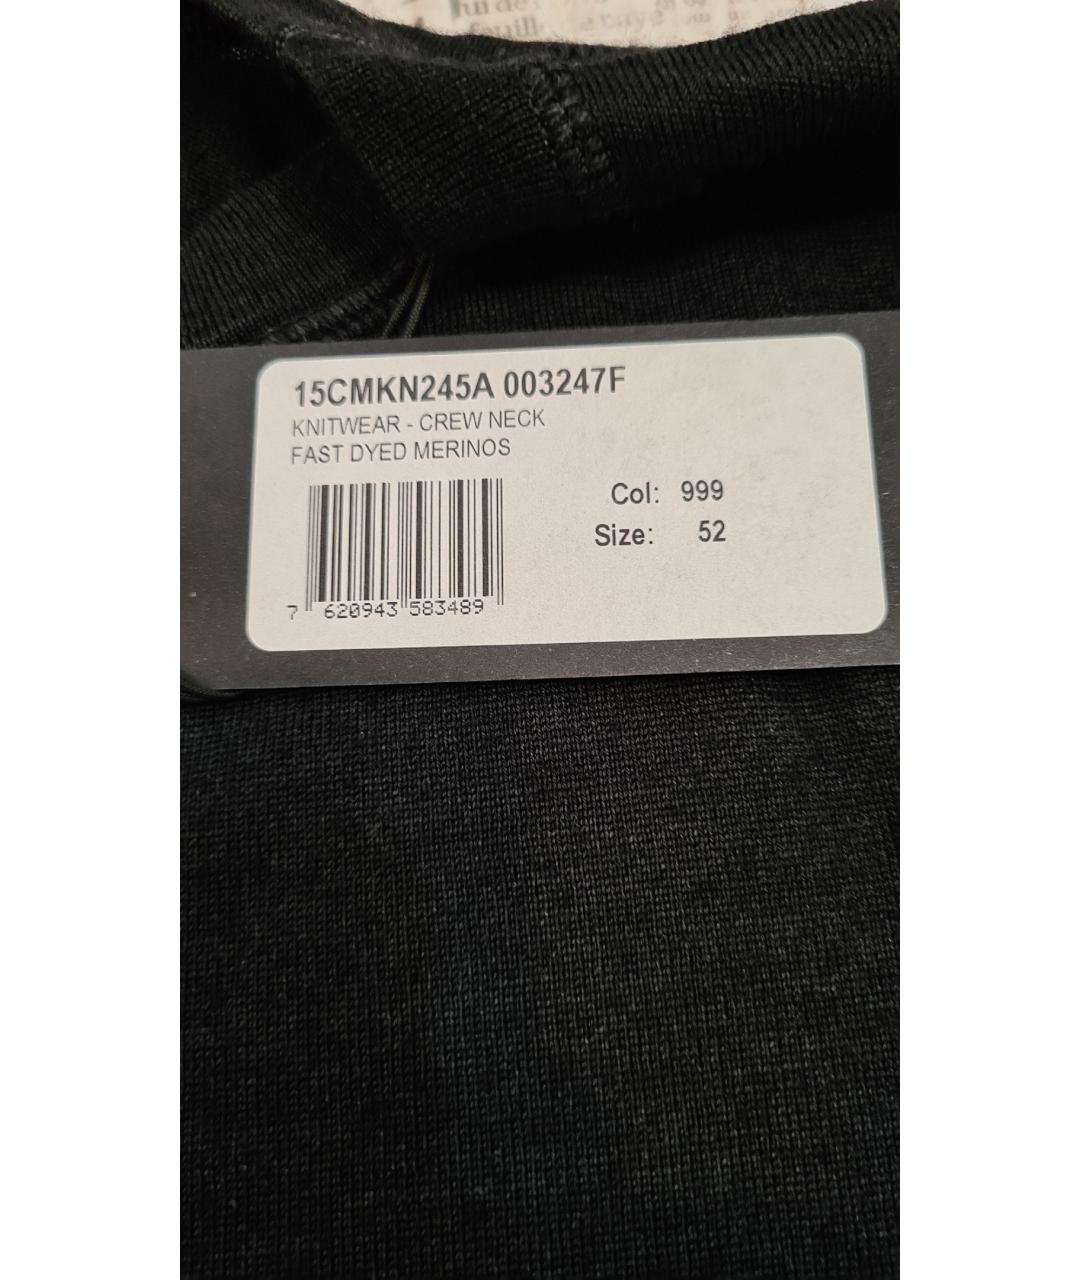 15CMKN245A 003247F
KNITWEAR - CREW NECK
FAST DYED MERINOS
Col: 999
Size: 52
7 620943 583489